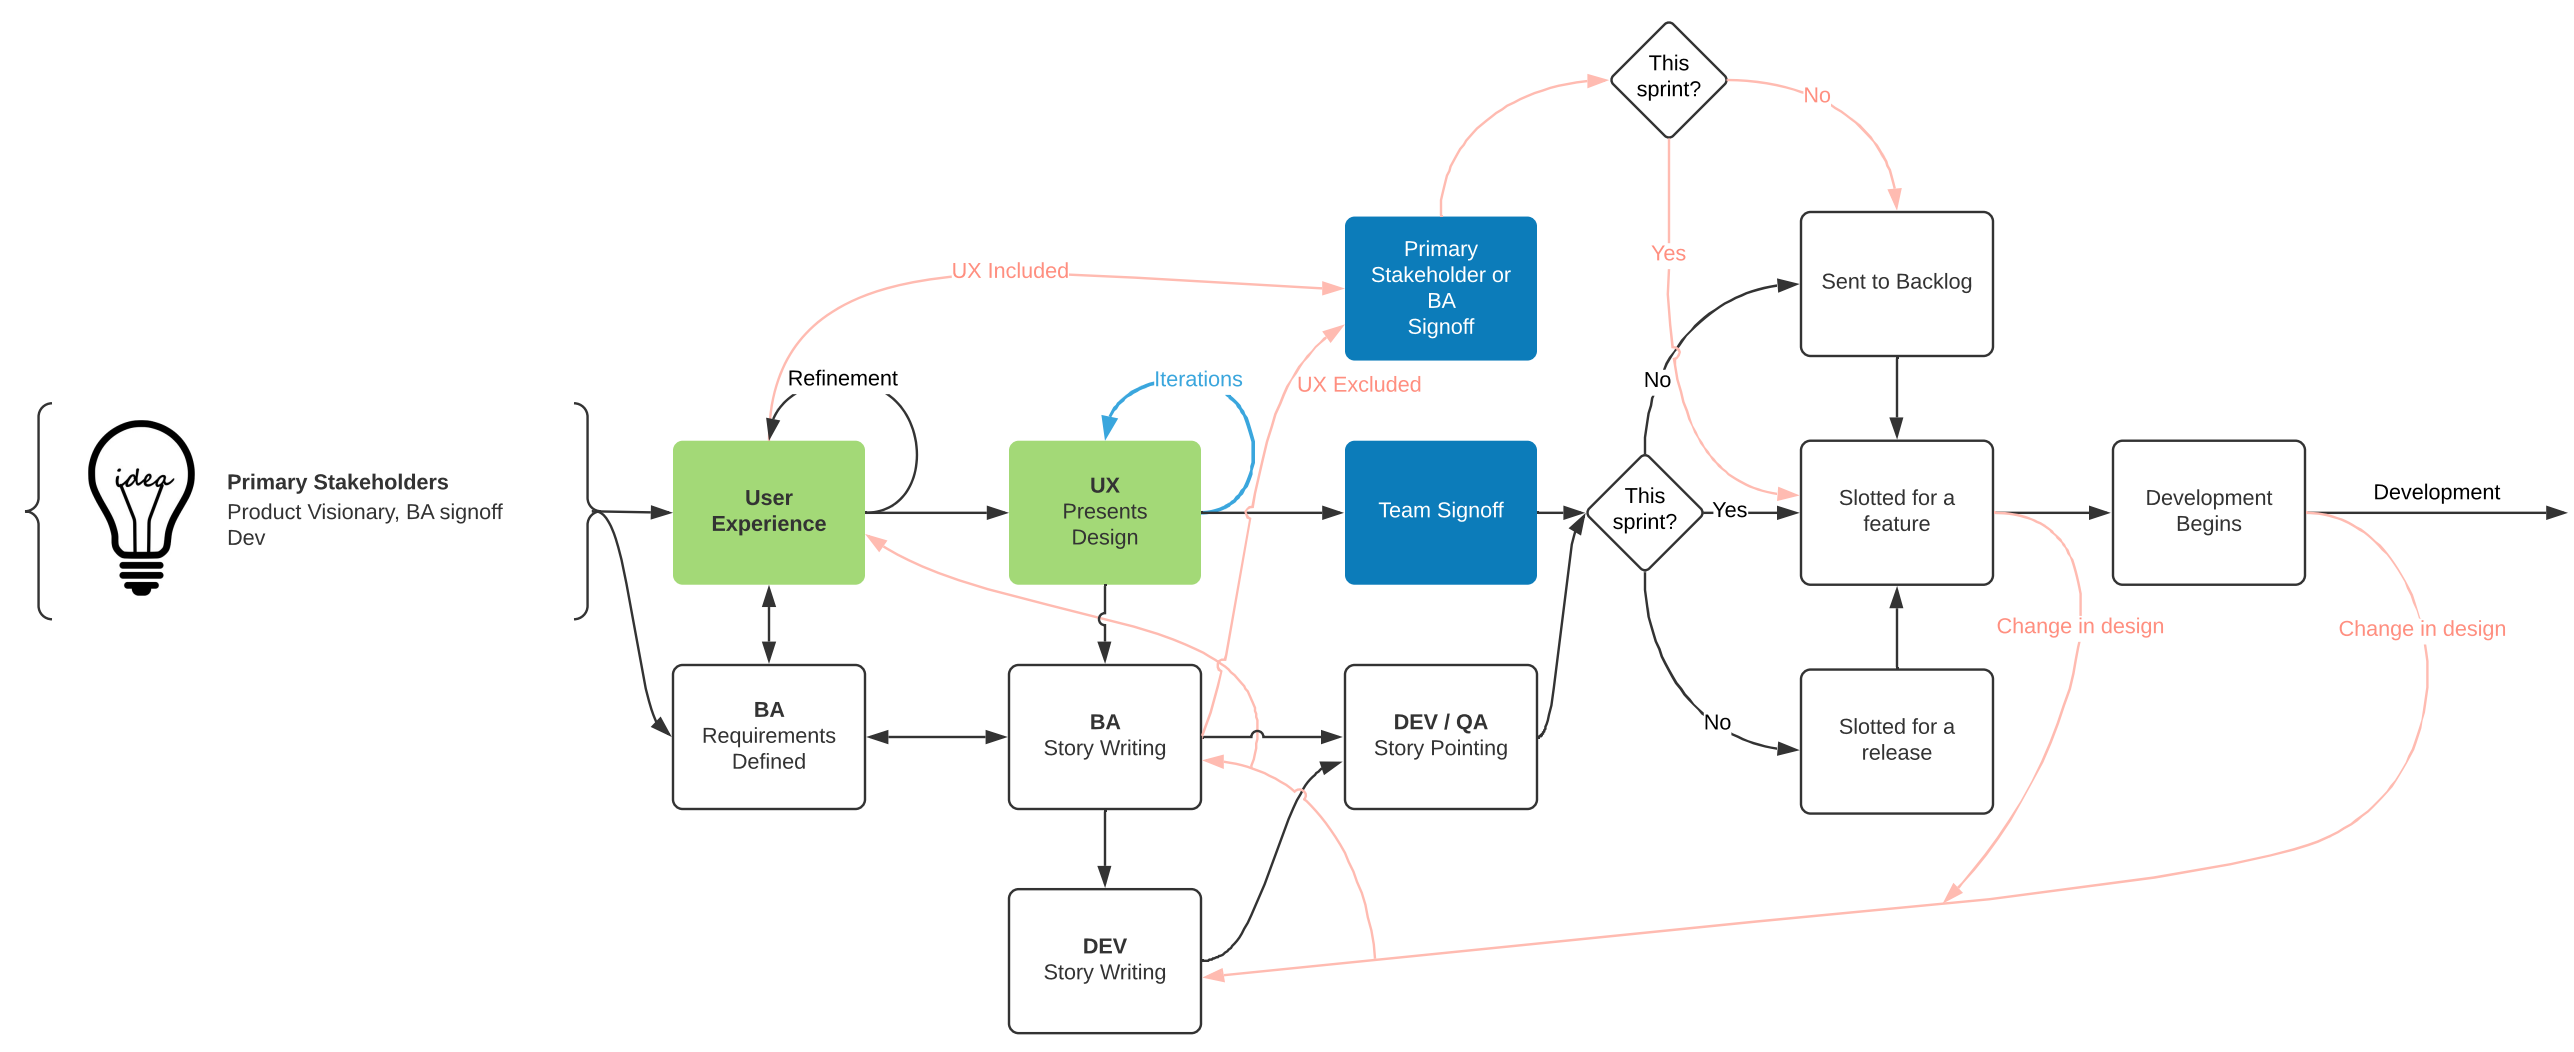 This
sprint?
No
Yes
Primary
Stakeholder or
BA
Signoff
Sent to Backlog
UX Included
Refinement
Iterations
UX Excluded
No
idea
Primary Stakeholders
Product Visionary, BA signoff
Dev
User
Experience
UX
Presents
Design
Team Signoff
This
sprint?
Yes
Slotted for a
feature
Development
Begins
Development
Change in design
Change in design
BA
Requirements
Defined
BA
Story Writing
DEV / QA
Story Pointing
No
Slotted for a
release
DEV
Story Writing